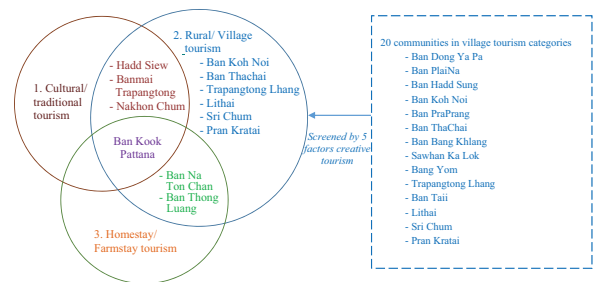 2. Rural/ Village
tourism
- Ban Koh Noi
- Ban Thachai
- Trapangtong Lhang
- Lithai
- Sri Chum
- Pran Kratai
- Hadd Siew
- Banmai
Trapangtong
- Nakhon Chum
1. Cultural/
traditional
tourism
Ban Kook
Pattana
- Ban Na
Ton Chan
- Ban Thong
Luang
3. Homestay/
Farmstay tourism
Screened by 5
factors creative
tourism
20 communities in village tourism categories
- Ban Dong Ya Pa
- Ban PlaiNa
- Ban Hadd Sung
- Ban Koh Noi
- Ban PraPrang
- Ban ThaChai
- Ban Bang Khlang
- Sawhan Ka Lok
- Bang Yom
- Trapangtong Lhang
- Ban Taii
- Lithai
- Sri Chum
- Pran Kratai